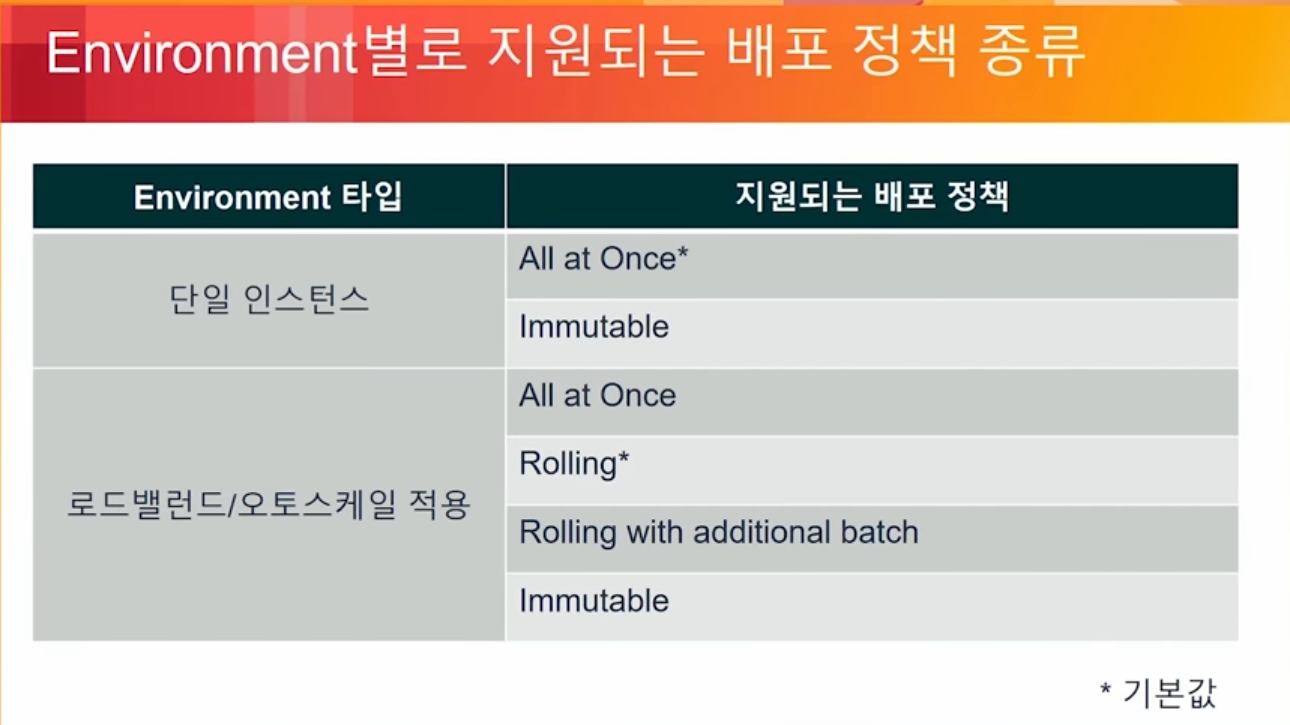 Environment별로 지원되는 배포 정책 종류
Environment 타입
지원되는 배포 정책
단일 인스턴스
All at Once*
Immutable
로드밸런드/오토스케일 적용
All at Once
Rolling*
Rolling with additional batch
Immutable
* 기본값